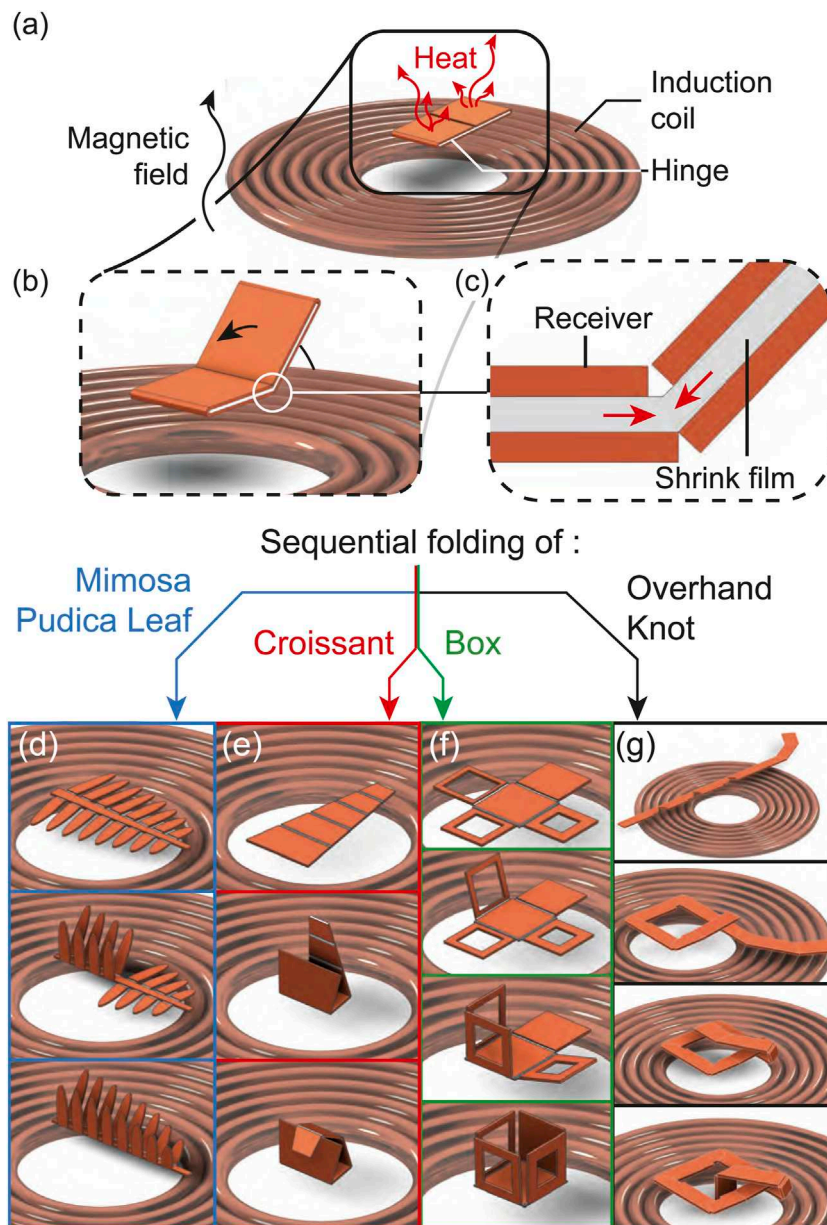 (a)
Heat
Induction
coil
Magnetic
field
Hinge
(b)
(c)
Receiver
Shrink film
Sequential folding of :
Mimosa
Pudica Leaf
Croissant
Box
Overhand
Knot
(d)
(e)
(f)
(g)